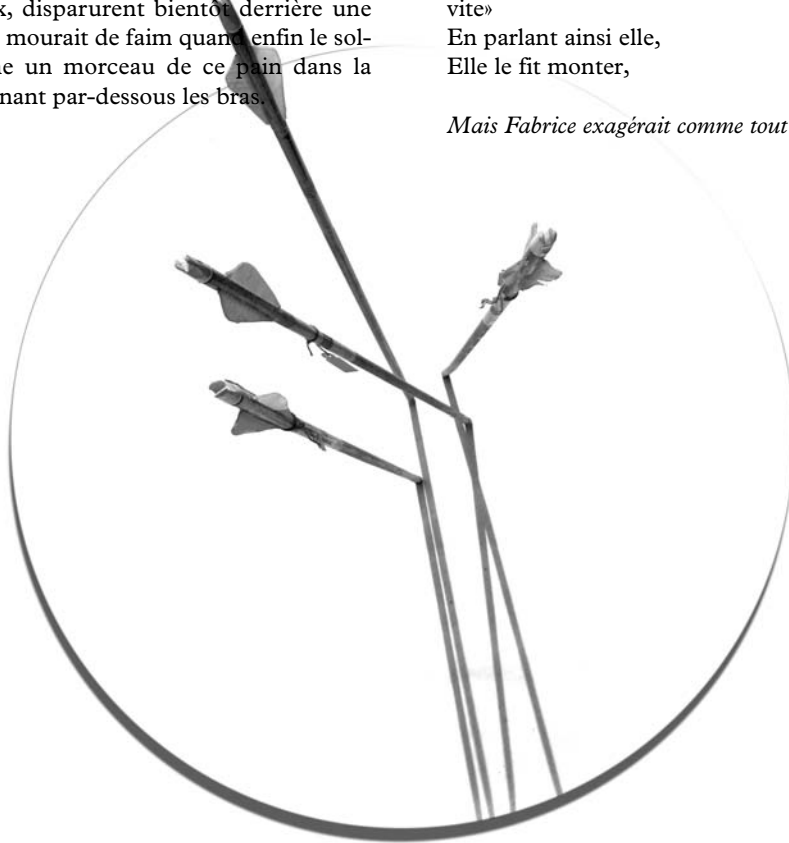 x, disparurent bientôt derrière une
mourait de faim quand enfin le sol-
ne un morceau de ce pain dans la
nant par-dessous les bras.
vite»
En parlant ainsi elle,
Elle le fit monter,
Mais Fabrice exagérait comme tout